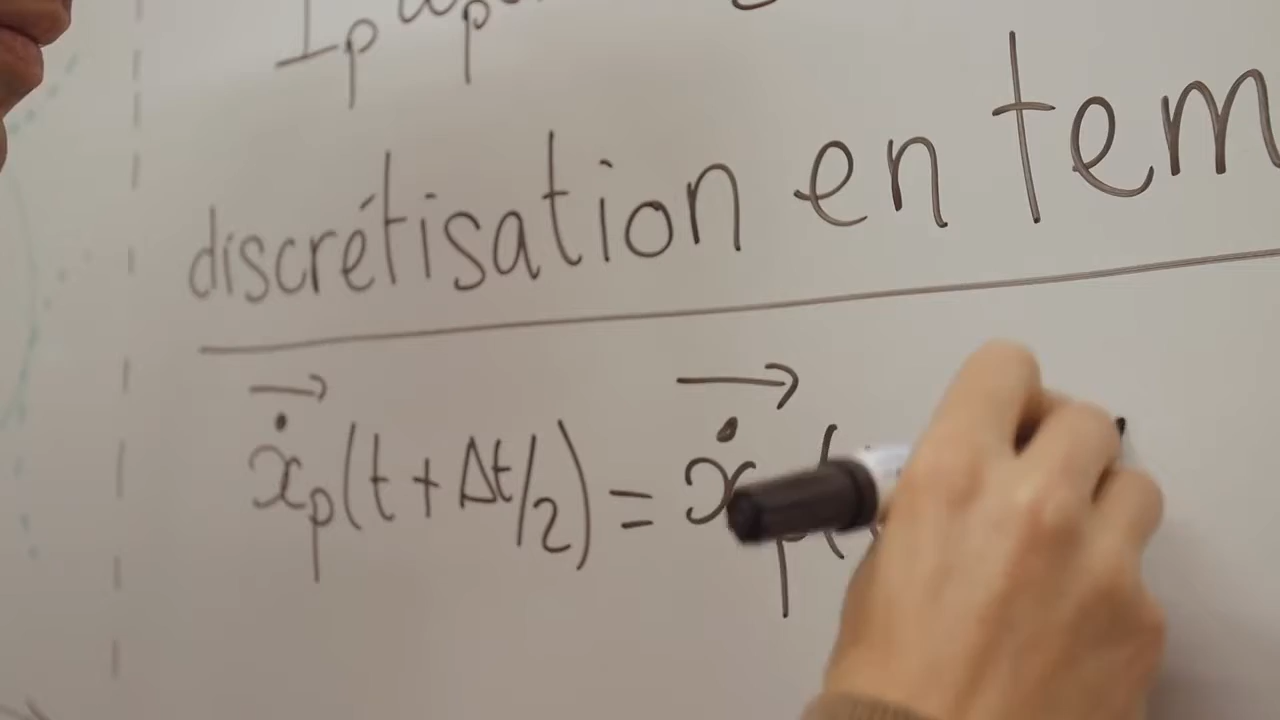 discrétisation en tem
ẋₚ(t + Δt/2) = ẋₚ(